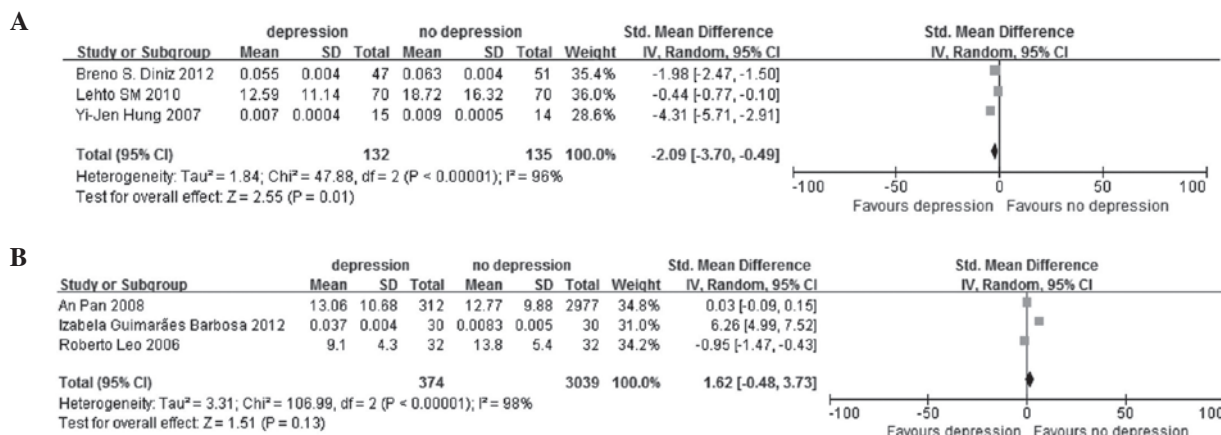 A
depression no depression Std. Mean Difference Std. Mean Difference
Study or Subgroup Mean SD Total Mean SD Total Weight IV, Random, 95% CI IV, Random, 95% CI
Breno S. Diniz 2012 0.055 0.004 47 0.063 0.004 51 35.4% -1.98 [-2.47, -1.50]
Lehto SM 2010 12.59 11.14 70 18.72 16.32 70 36.0% -0.44 [-0.77, -0.10]
Yi-Jen Hung 2007 0.007 0.0004 15 0.009 0.0005 14 28.6% -4.31 [-5.71, -2.91]
Total (95% CI) 132 135 100.0% -2.09 [-3.70, -0.49]
Heterogeneity: Tau² = 1.84; Chi² = 47.88, df = 2 (P < 0.00001); I² = 96%
Test for overall effect: Z = 2.55 (P = 0.01)
-100 -50 0 50 100
Favours depression Favours no depression
B
depression no depression Std. Mean Difference Std. Mean Difference
Study or Subgroup Mean SD Total Mean SD Total Weight IV, Random, 95% CI IV, Random, 95% CI
An Pan 2008 13.06 10.68 312 12.77 9.88 2977 34.8% 0.03 [-0.09, 0.15]
Izabela Guimarães Barbosa 2012 0.037 0.004 30 0.0083 0.005 30 31.0% 6.26 [4.99, 7.52]
Roberto Leo 2006 9.1 4.3 32 13.8 5.4 32 34.2% -0.95 [-1.47, -0.43]
Total (95% CI) 374 3039 100.0% 1.62 [-0.48, 3.73]
Heterogeneity: Tau² = 3.31; Chi² = 106.99, df = 2 (P < 0.00001); I² = 98%
Test for overall effect: Z = 1.51 (P = 0.13)
-100 -50 0 50 100
Favours depression Favours no depression